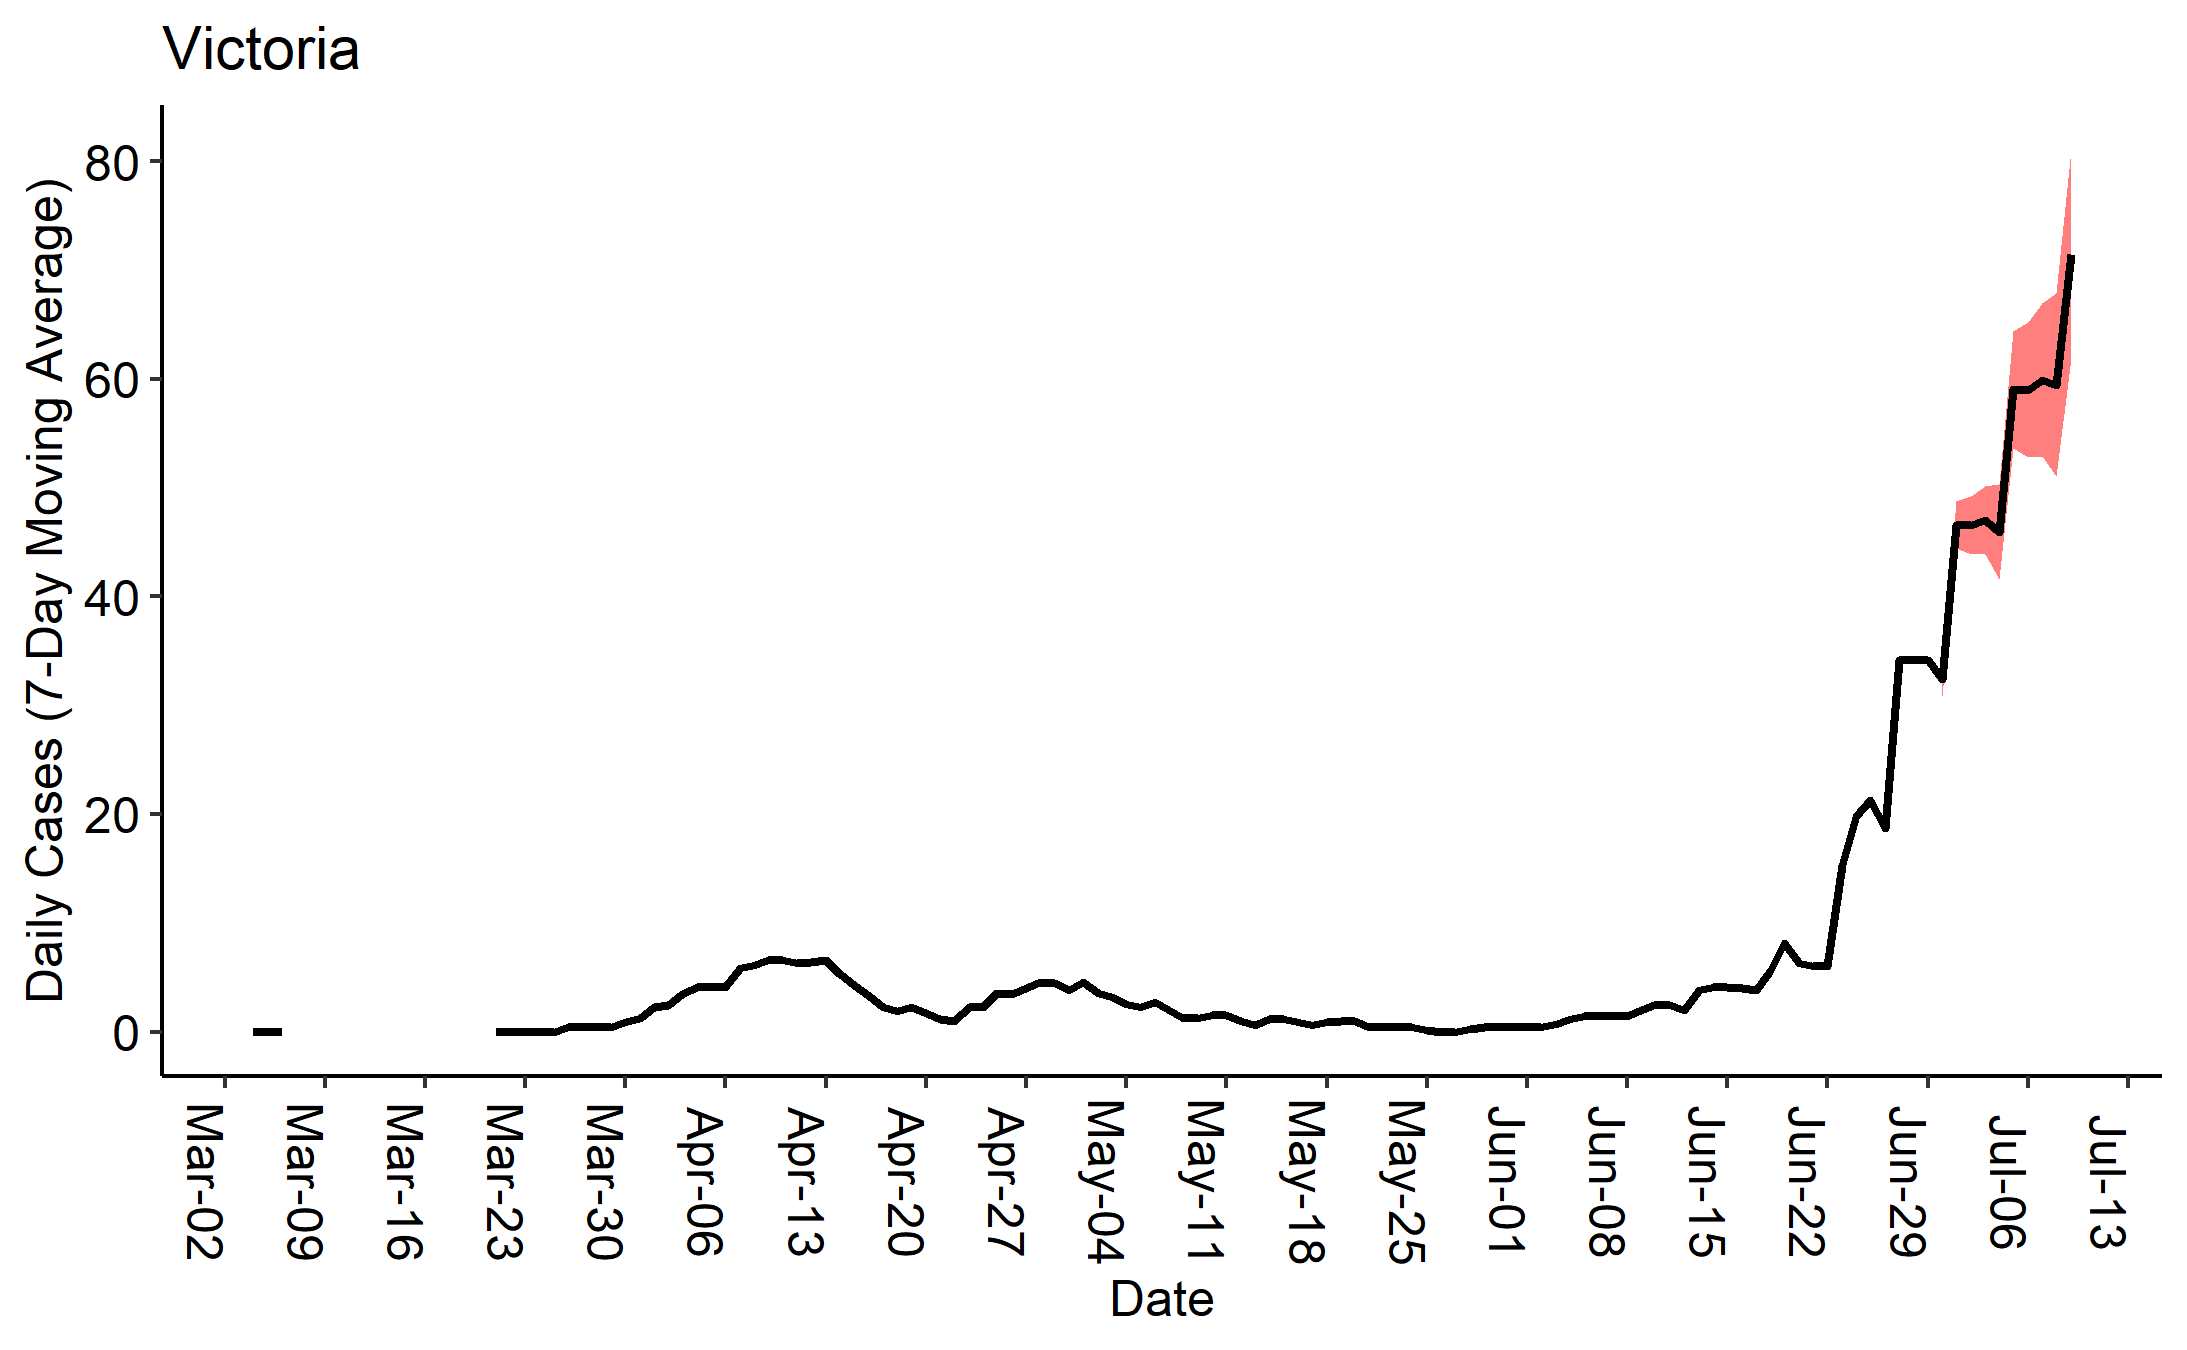 Victoria
Daily Cases (7-Day Moving Average)
80
60
40
20
0
Mar-02
Mar-09
Mar-16
Mar-23
Mar-30
Apr-06
Apr-13
Apr-20
Apr-27
May-04
May-11
May-18
May-25
Jun-01
Jun-08
Jun-15
Jun-22
Jun-29
Jul-06
Jul-13
Date